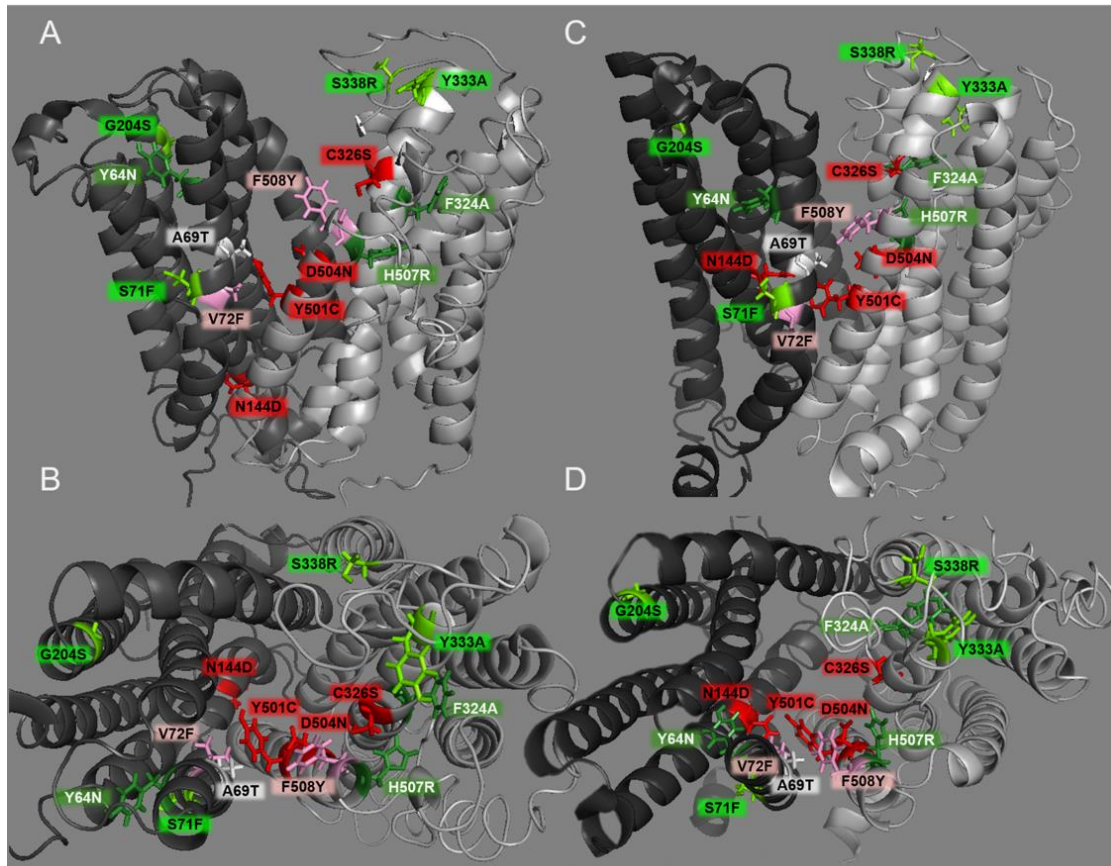 A
S338R
Y333A
G204S
Y64N
C326S
F508Y
F324A
A69T
H507R
D504N
S71F
Y501C
V72F
N144D
C
S338R
Y333A
G204S
C326S
F324A
Y64N
F508Y
H507R
A69T
N144D
D504N
S71F
Y501C
V72F
B
S338R
G204S
Y333A
N144D
C326S
Y501C
D504N
F324A
V72F
H507R
Y64N
A69T
F508Y
S71F
D
S338R
G204S
F324A
Y333A
C326S
N144D
Y501C
D504N
Y64N
H507R
V72F
A69T
F508Y
S71F